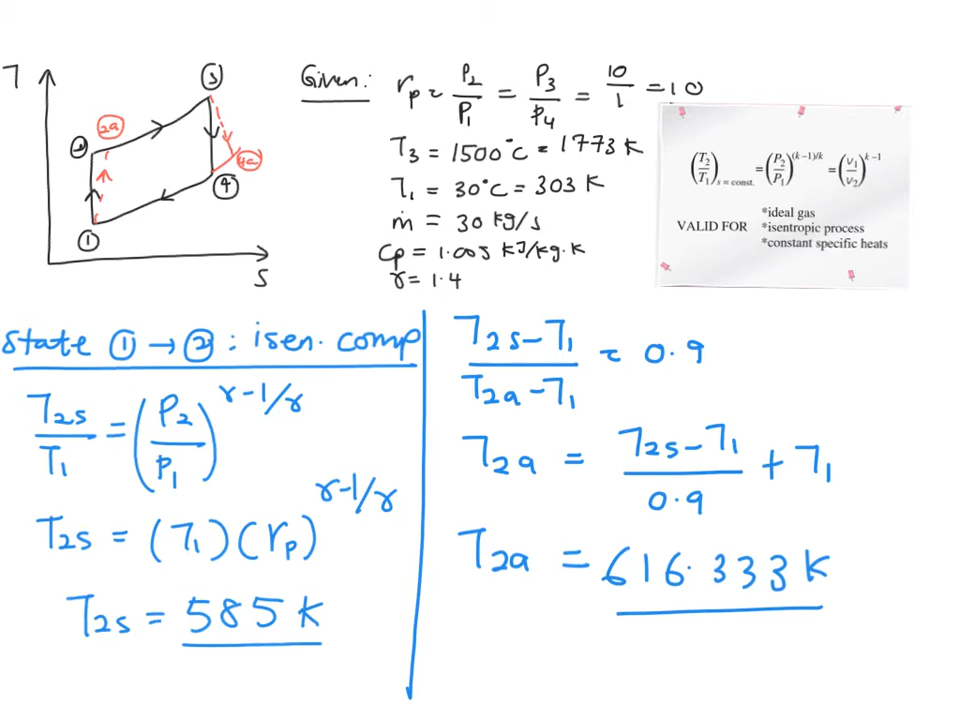 T
③
②
2a
4a
④
①
S
Given: rp = P2/P1 = P3/P4 = 10/1 = 10
T3 = 1500°C = 1773 K
T1 = 30°C = 303 K
ṁ = 30 kg/s
Cp = 1.005 kJ/kg.K
γ = 1.4
(T2/T1)s = const. = (P2/P1)^(k−1)/k = (v1/v2)^k−1
VALID FOR
*ideal gas
*isentropic process
*constant specific heats
State ① → ② : isen. comp
T2s/T1 = (P2/P1)^γ-1/γ
T2s = (T1)(rp)^γ-1/γ
T2s = 585 K
T2s-T1/T2a-T1 = 0.9
T2a = T2s-T1/0.9 + T1
T2a = 616.333 K